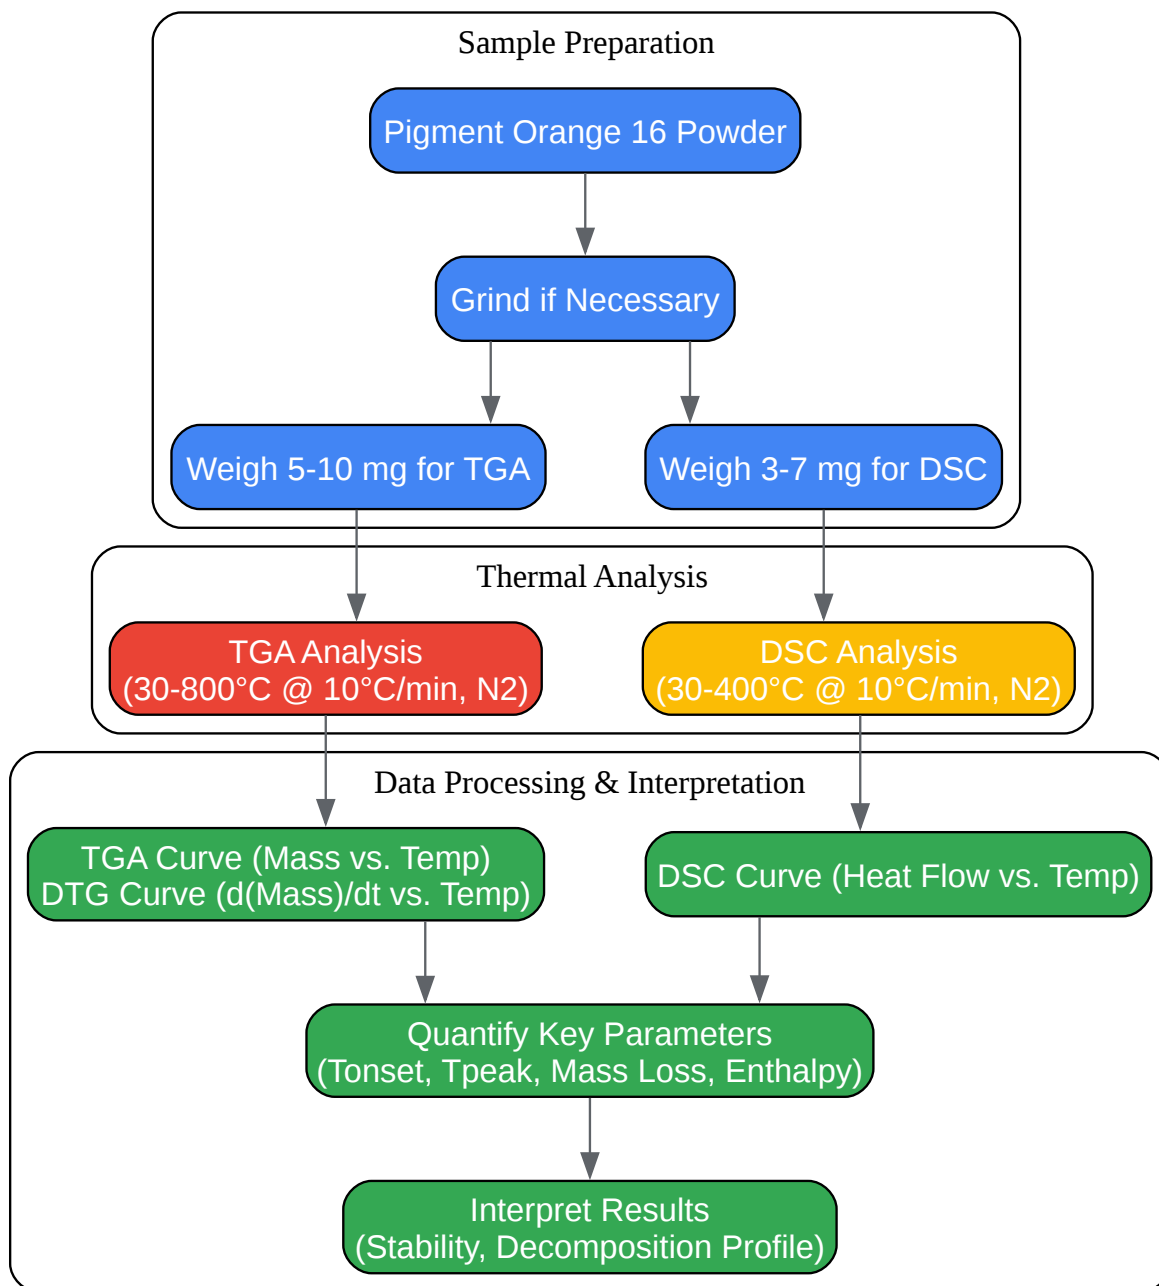 Sample Preparation
Pigment Orange 16 Powder
Grind if Necessary
Weigh 5-10 mg for TGA
Weigh 3-7 mg for DSC
Thermal Analysis
TGA Analysis
(30-800°C @ 10°C/min, N2)
DSC Analysis
(30-400°C @ 10°C/min, N2)
Data Processing & Interpretation
TGA Curve (Mass vs. Temp)
DTG Curve (d(Mass)/dt vs. Temp)
DSC Curve (Heat Flow vs. Temp)
Quantify Key Parameters
(Tonset, Tpeak, Mass Loss, Enthalpy)
Interpret Results
(Stability, Decomposition Profile)